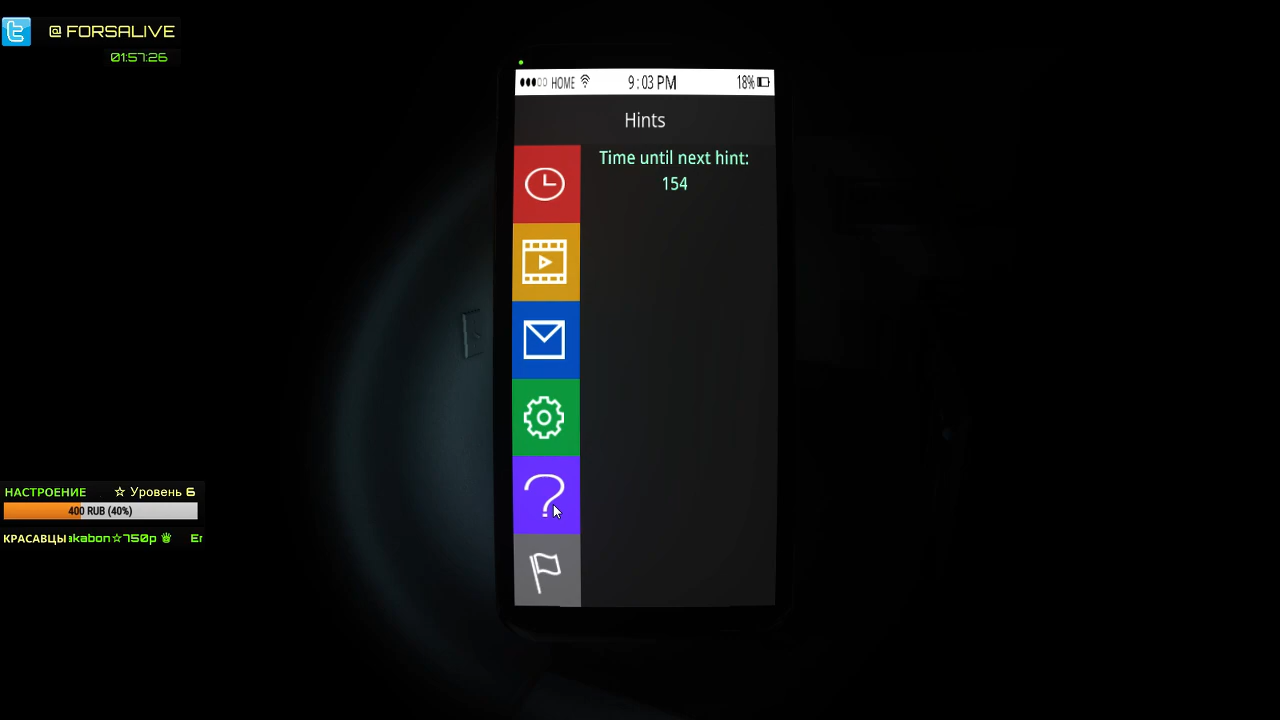 @ FORSALIVE
01:57:26
HOME 9:03 PM 18%
Hints
Time until next hint:
154
НАСТРОЕНИЕ ☆ Уровень 6
400 RUB (40%)
КРАСАВЦЫ: kabon☆750p